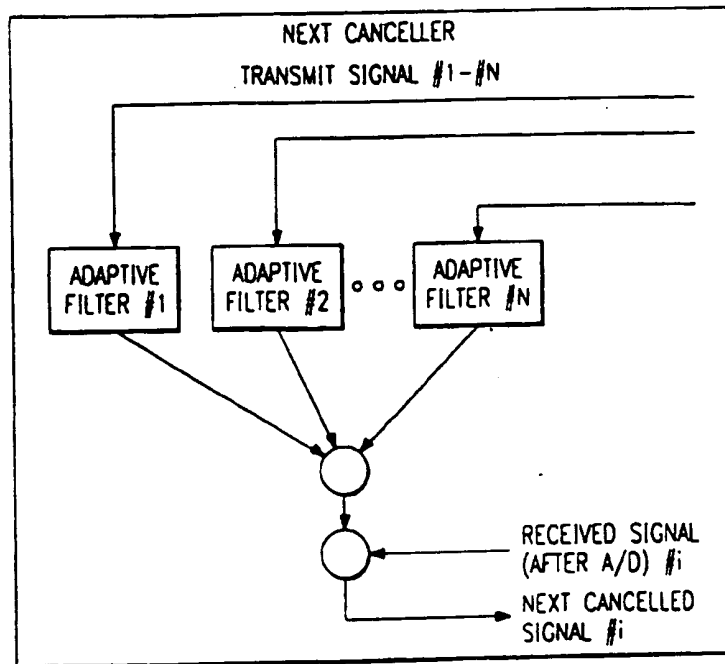 NEXT CANCELLER
TRANSMIT SIGNAL #1-#N
ADAPTIVE
FILTER #1
ADAPTIVE
FILTER #2
ADAPTIVE
FILTER #N
RECEIVED SIGNAL
(AFTER A/D) #i
NEXT CANCELLED
SIGNAL #i